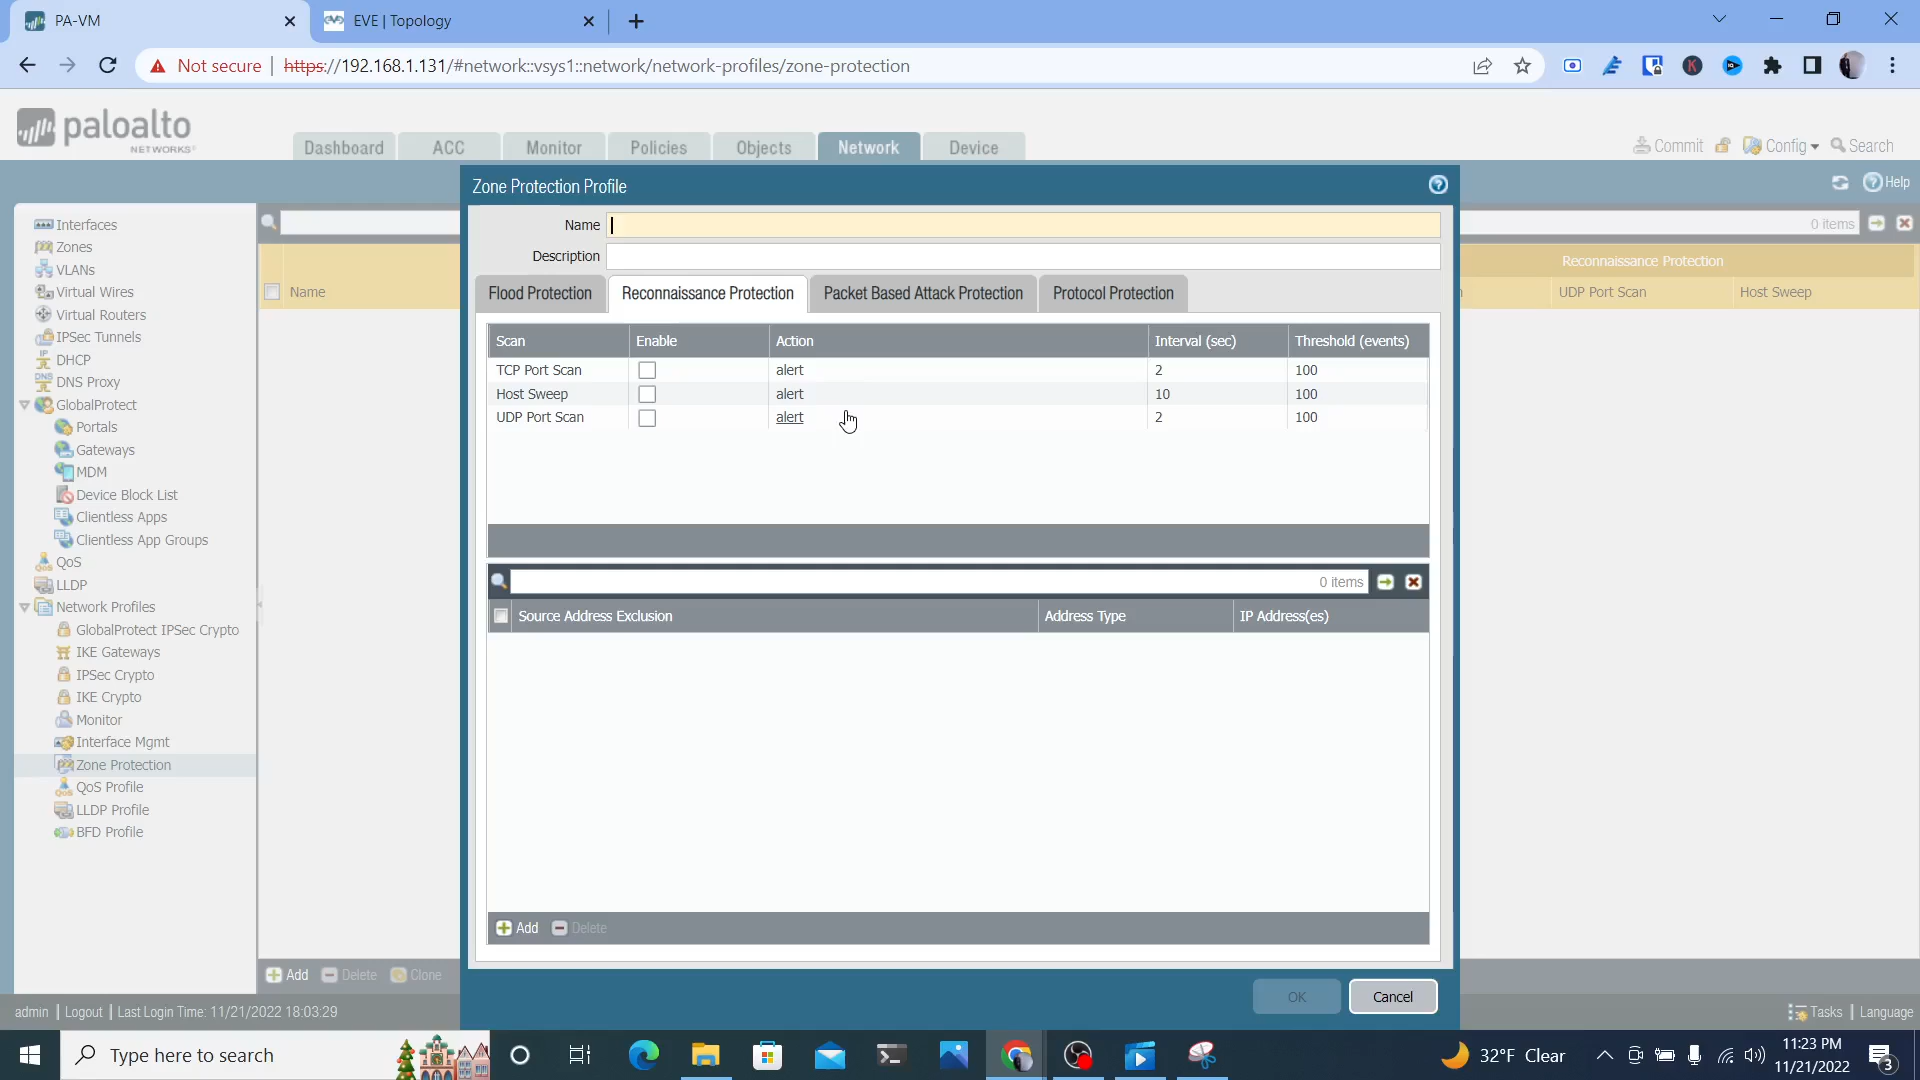 PA-VM
EVE | Topology
Not secure
https://192.168.1.131/#network::vsys1::network/network-profiles/zone-protection
paloalto
NETWORKS
Dashboard
ACC
Monitor
Policies
Objects
Network
Device
Commit
Config
Search
Help
Interfaces
Zones
VLANs
Virtual Wires
Virtual Routers
IPSec Tunnels
DHCP
DNS Proxy
GlobalProtect
Portals
Gateways
MDM
Device Block List
Clientless Apps
Clientless App Groups
QoS
LLDP
Network Profiles
GlobalProtect IPSec Crypto
IKE Gateways
IPSec Crypto
IKE Crypto
Monitor
Interface Mgmt
Zone Protection
QoS Profile
LLDP Profile
BFD Profile
Name
Add
Delete
Clone
Zone Protection Profile
Name
Description
Flood Protection
Reconnaissance Protection
Packet Based Attack Protection
Protocol Protection
Scan Enable Action Interval (sec) Threshold (events)
TCP Port Scan alert 2 100
Host Sweep alert 10 100
UDP Port Scan alert 2 100
0 items
Source Address Exclusion Address Type IP Address(es)
Add
Delete
OK
Cancel
0 items
Reconnaissance Protection
UDP Port Scan
Host Sweep
admin | Logout | Last Login Time: 11/21/2022 18:03:29
Tasks | Language
Type here to search
32°F Clear
11:23 PM
11/21/2022
3